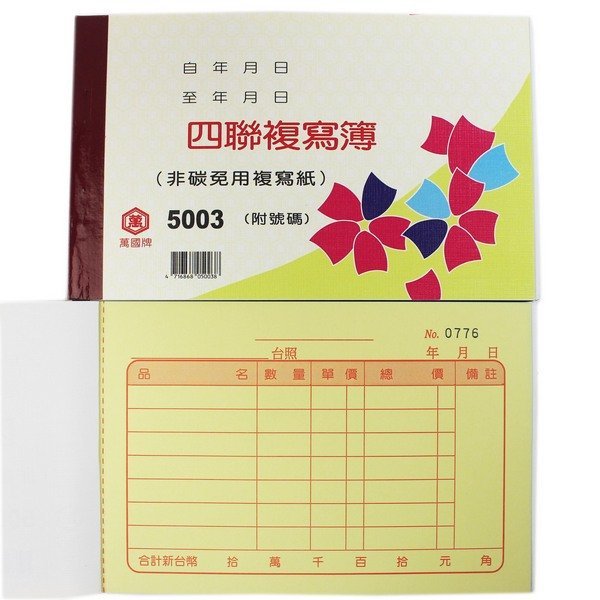 自年月日
至年月日
四聯複寫簿
(非碳免用複寫紙)
萬
萬國牌
5003 (附號碼)
4 716868 050038
No. 0776
台照 年 月 日
品名 數量 單價 總價 備註
合計新台幣 拾 萬 千 百 拾 元 角